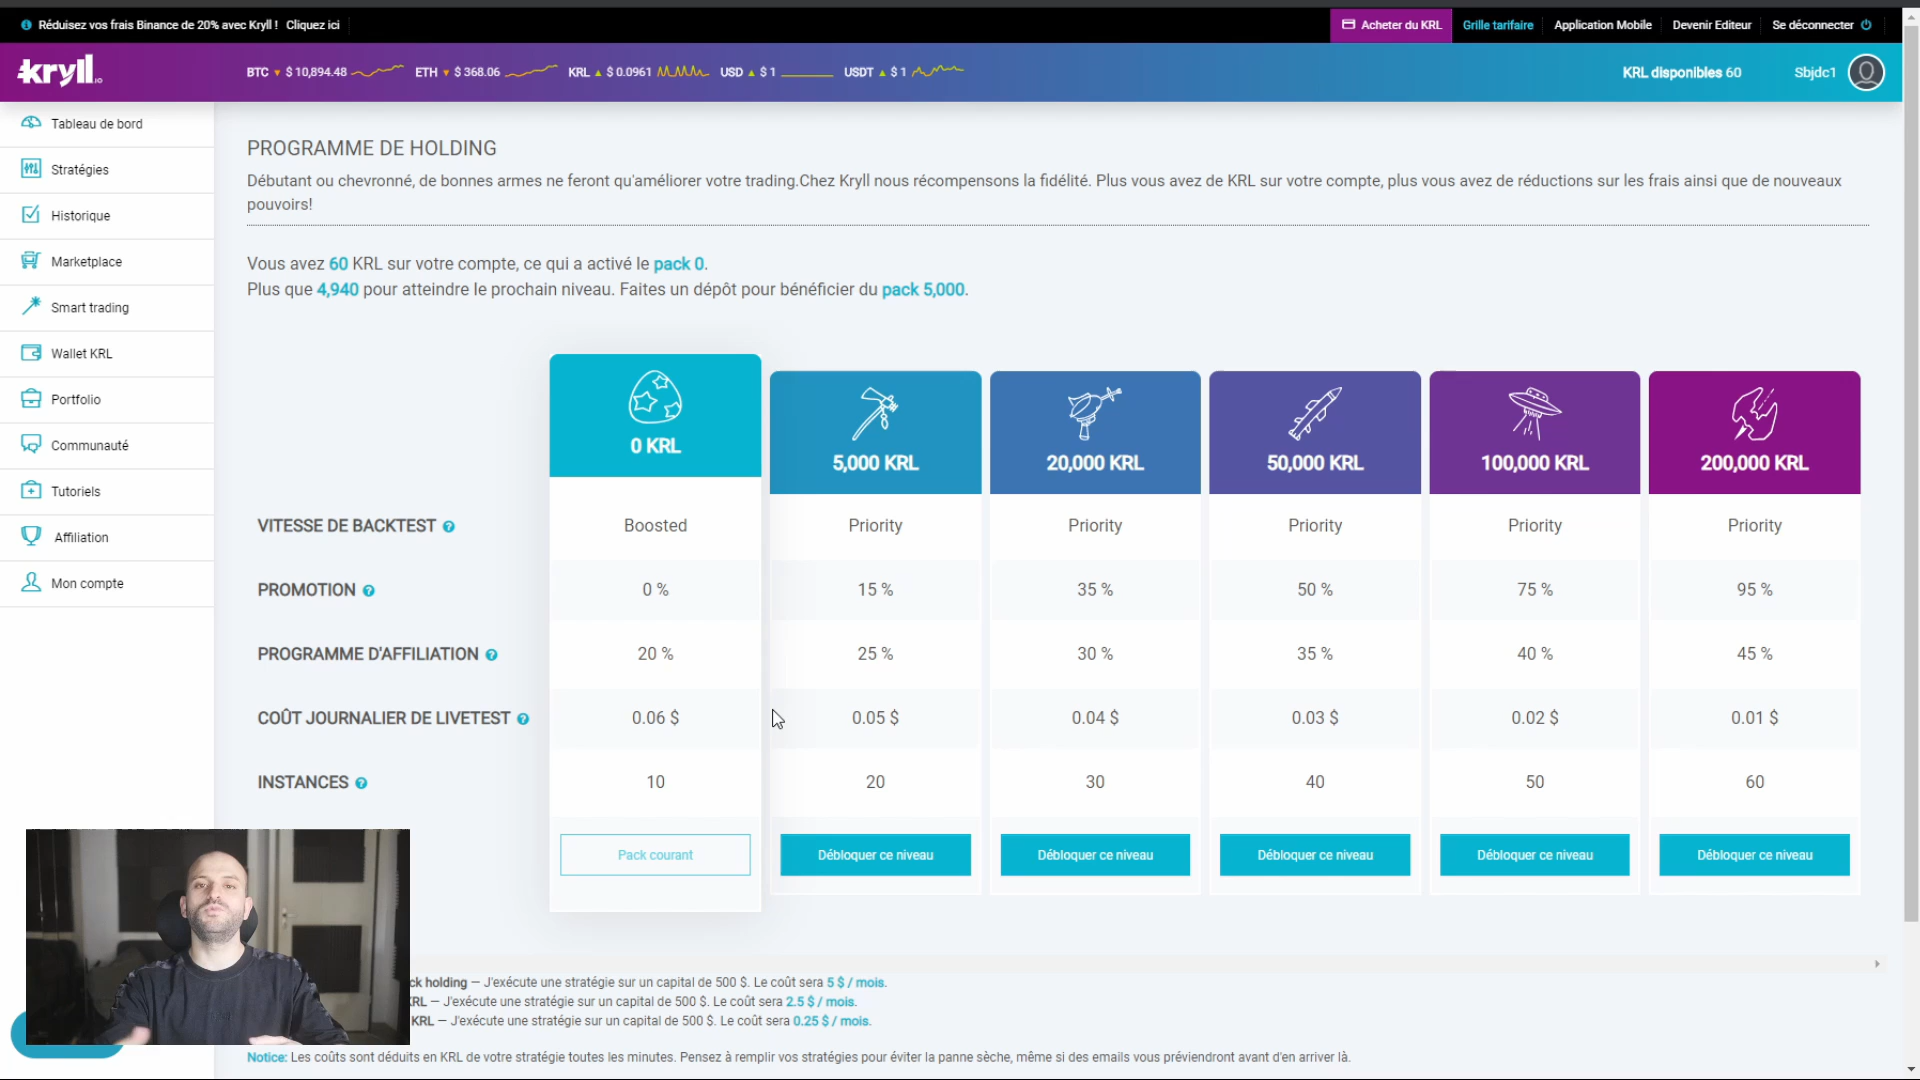 Réduisez vos frais Binance de 20% avec Kryll ! Cliquez ici
Acheter du KRL
Grille tarifaire
Application Mobile
Devenir Editeur
Se déconnecter
kryll.io
BTC ▼ $ 10,894.48
ETH ▼ $ 368.06
KRL ▲ $ 0.0961
USD ▲ $ 1
USDT ▲ $ 1
KRL disponibles 60
Sbjdc1
Tableau de bord
Stratégies
Historique
Marketplace
Smart trading
Wallet KRL
Portfolio
Communauté
Tutoriels
Affiliation
Mon compte
PROGRAMME DE HOLDING
Débutant ou chevronné, de bonnes armes ne feront qu'améliorer votre trading.Chez Kryll nous récompensons la fidélité. Plus vous avez de KRL sur votre compte, plus vous avez de réductions sur les frais ainsi que de nouveaux
pouvoirs!
Vous avez 60 KRL sur votre compte, ce qui a activé le pack 0.
Plus que 4,940 pour atteindre le prochain niveau. Faites un dépôt pour bénéficier du pack 5,000.
0 KRL
5,000 KRL
20,000 KRL
50,000 KRL
100,000 KRL
200,000 KRL
VITESSE DE BACKTEST ? Boosted Priority Priority Priority Priority Priority
PROMOTION ? 0 % 15 % 35 % 50 % 75 % 95 %
PROGRAMME D'AFFILIATION ? 20 % 25 % 30 % 35 % 40 % 45 %
COÛT JOURNALIER DE LIVETEST ? 0.06 $ 0.05 $ 0.04 $ 0.03 $ 0.02 $ 0.01 $
INSTANCES ? 10 20 30 40 50 60
Pack courant Débloquer ce niveau Débloquer ce niveau Débloquer ce niveau Débloquer ce niveau Débloquer ce niveau
ck holding — J'exécute une stratégie sur un capital de 500 $. Le coût sera 5 $ / mois.
KRL — J'exécute une stratégie sur un capital de 500 $. Le coût sera 2.5 $ / mois.
KRL — J'exécute une stratégie sur un capital de 500 $. Le coût sera 0.25 $ / mois.
Notice: Les coûts sont déduits en KRL de votre stratégie toutes les minutes. Pensez à remplir vos stratégies pour éviter la panne sèche, même si des emails vous préviendront avant d'en arriver là.